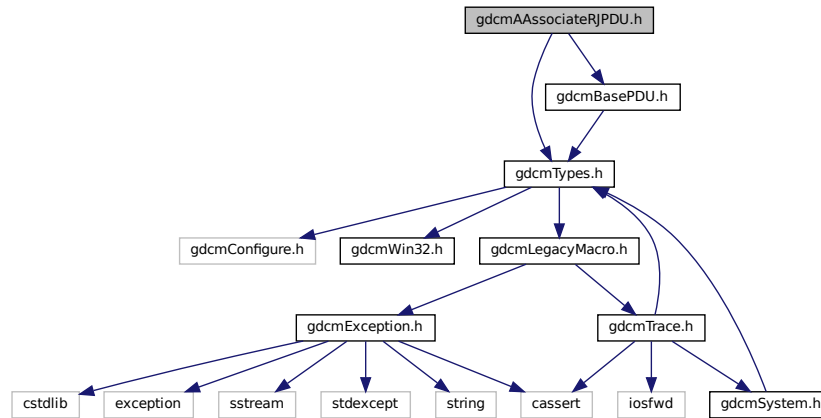 gdcmAAssociateRJPDU.h
gdcmBasePDU.h
gdcmTypes.h
gdcmConfigure.h
gdcmWin32.h
gdcmLegacyMacro.h
gdcmException.h
gdcmTrace.h
cstdlib
exception
sstream
stdexcept
string
cassert
iosfwd
gdcmSystem.h